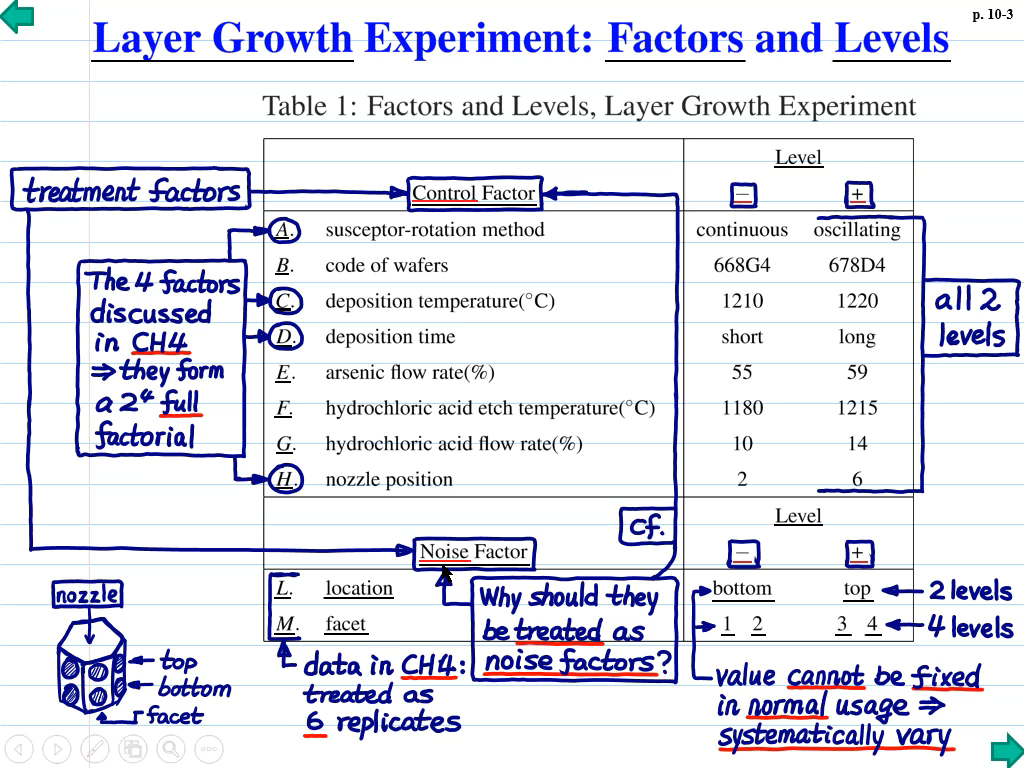 p. 10-3
Layer Growth Experiment: Factors and Levels
Table 1: Factors and Levels, Layer Growth Experiment
Level
treatment factors
Control Factor − +
A. susceptor-rotation method continuous oscillating
B. code of wafers 668G4 678D4
C. deposition temperature(°C) 1210 1220
D. deposition time short long
E. arsenic flow rate(%) 55 59
F. hydrochloric acid etch temperature(°C) 1180 1215
G. hydrochloric acid flow rate(%) 10 14
H. nozzle position 2 6
The 4 factors
discussed
in CH4
⇒ they form
a 2⁴ full
factorial
all 2
levels
cf.
Level
Noise Factor − +
L. location bottom top
M. facet 1 2 3 4
2 levels
4 levels
Why should they
be treated as
noise factors?
nozzle
top
bottom
facet
data in CH4:
treated as
6 replicates
value cannot be fixed
in normal usage ⇒
systematically vary